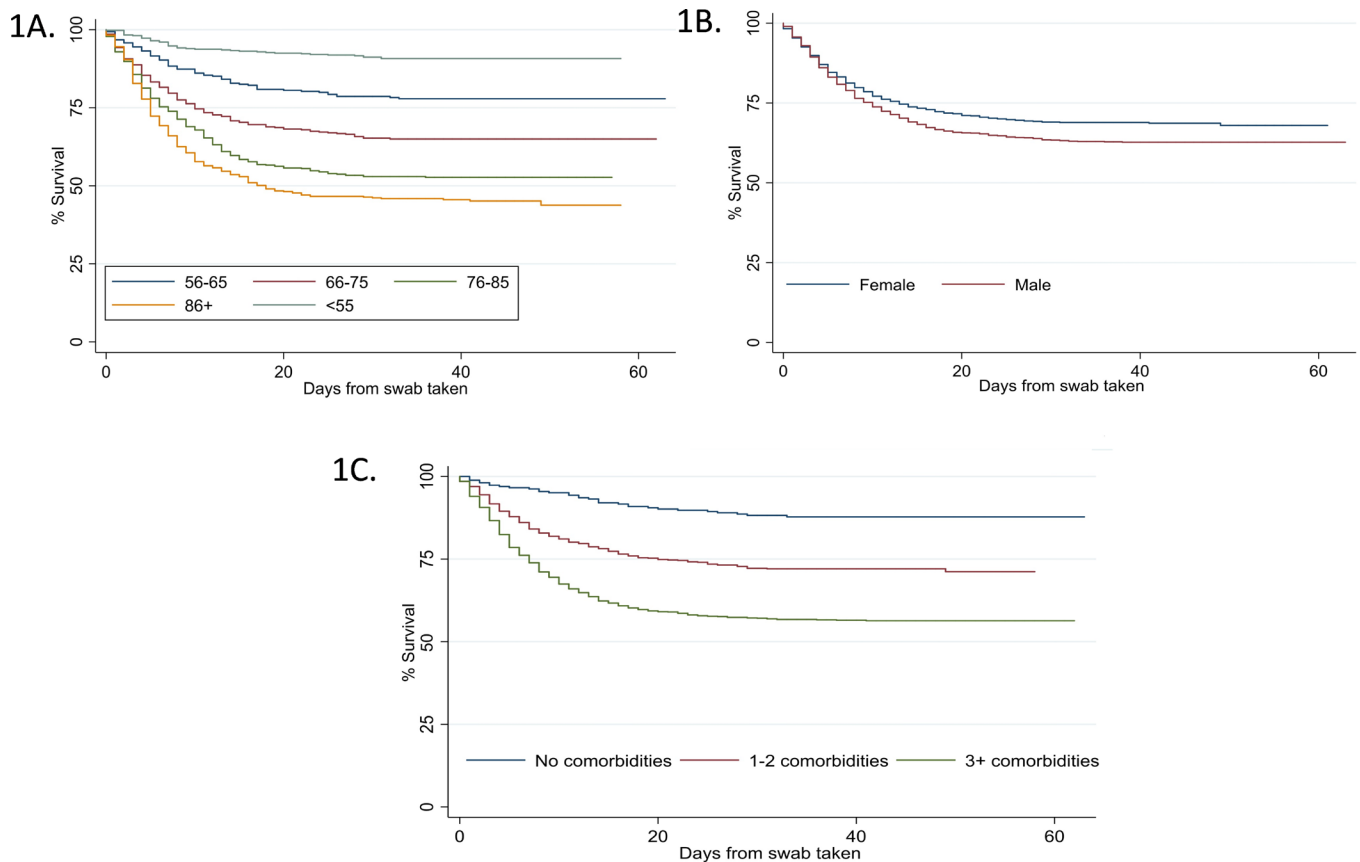 1A.
100
75
50
25
0
% Survival
56-65 66-75 76-85
86+ <55
0 20 40 60
Days from swab taken
1B.
100
75
50
25
0
% Survival
Female Male
0 20 40 60
Days from swab taken
1C.
100
75
50
25
0
% Survival
No comorbidities 1-2 comorbidities 3+ comorbidities
0 20 40 60
Days from swab taken